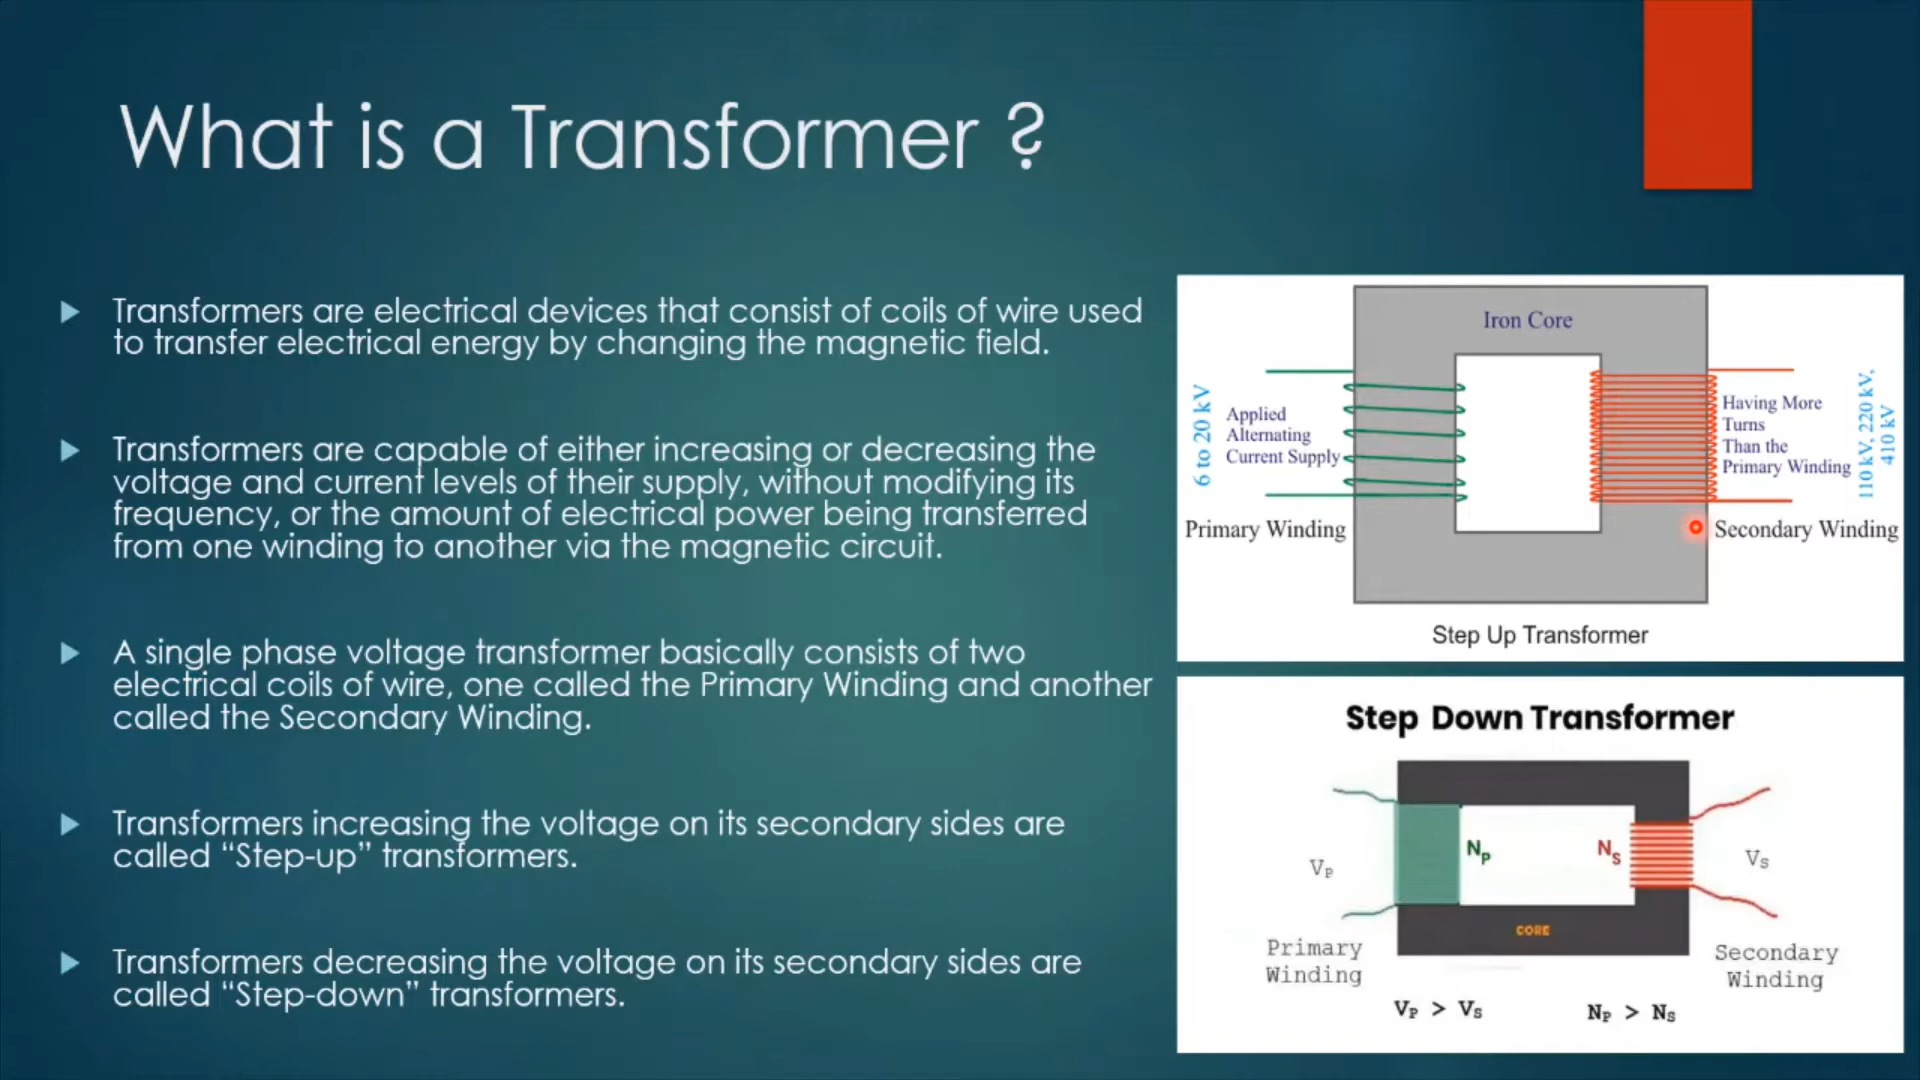 What is a Transformer ?
Transformers are electrical devices that consist of coils of wire used
to transfer electrical energy by changing the magnetic field.
Transformers are capable of either increasing or decreasing the
voltage and current levels of their supply, without modifying its
frequency, or the amount of electrical power being transferred
from one winding to another via the magnetic circuit.
A single phase voltage transformer basically consists of two
electrical coils of wire, one called the Primary Winding and another
called the Secondary Winding.
Transformers increasing the voltage on its secondary sides are
called “Step-up” transformers.
Transformers decreasing the voltage on its secondary sides are
called “Step-down” transformers.
Iron Core
6 to 20 kV
Applied
Alternating
Current Supply
Primary Winding
Having More
Turns
Than the
Primary Winding
110 kV, 220 kV,
410 kV
Secondary Winding
Step Up Transformer
Step Down Transformer
VP
NP
NS
VS
CORE
Primary
Winding
Secondary
Winding
VP > VS
NP > NS